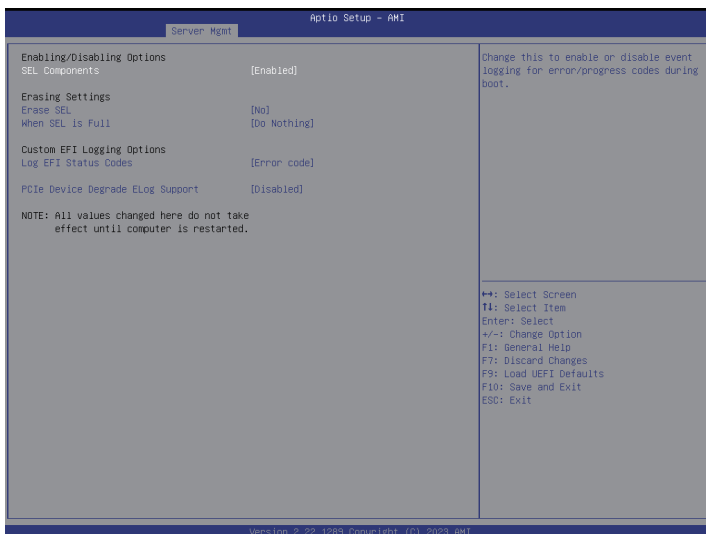 Aptio Setup – AMI
Server Mgmt
Enabling/Disabling Options
SEL Components [Enabled]
Erasing Settings
Erase SEL [No]
When SEL is Full [Do Nothing]
Custom EFI Logging Options
Log EFI Status Codes [Error code]
PCIe Device Degrade ELog Support [Disabled]
NOTE: All values changed here do not take
effect until computer is restarted.
Change this to enable or disable event
logging for error/progress codes during
boot.
↔: Select Screen
↑↓: Select Item
Enter: Select
+/-: Change Option
F1: General Help
F7: Discard Changes
F9: Load UEFI Defaults
F10: Save and Exit
ESC: Exit
Version 2.22.1289 Copyright (C) 2023 AMI